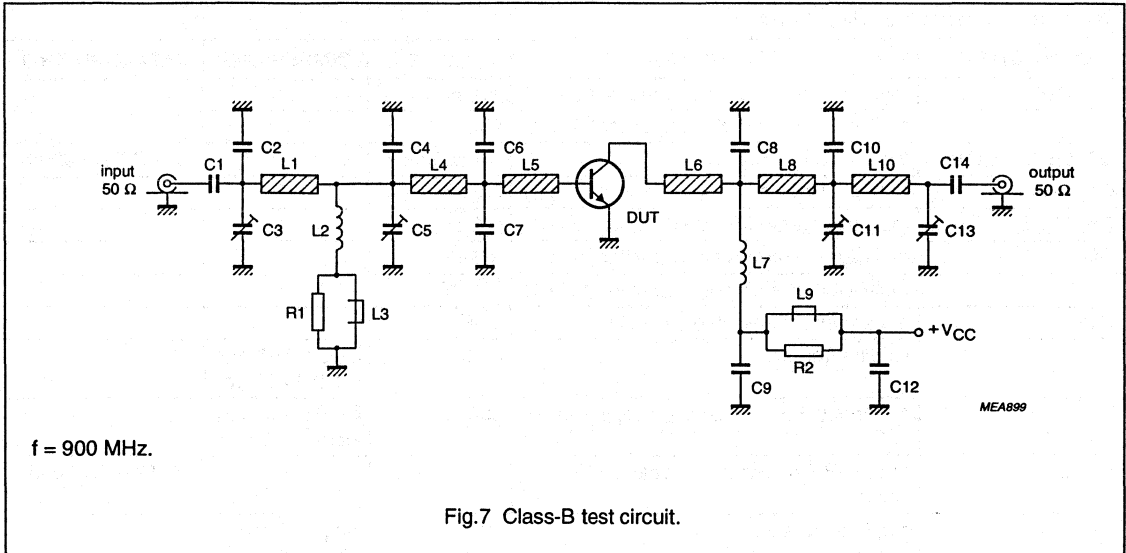 C2 C4 C6 C8 C10
input 50 Ω C1 L1 L4 L5 L6 L8 L10 C14 output 50 Ω
DUT
C3 L2 C5 C7 L7 C11 C13
R1 L3 L9
+VCC
R2
C9 C12
MEA899
f = 900 MHz.
Fig.7 Class-B test circuit.